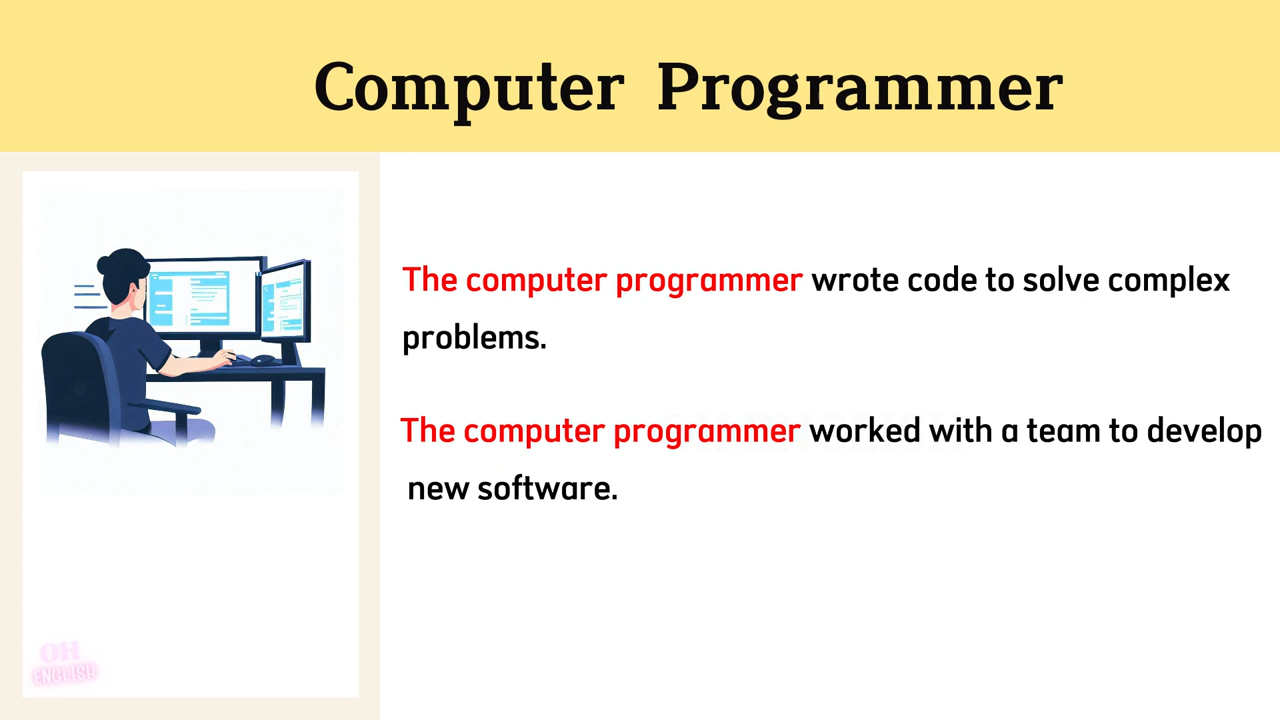 Computer Programmer
The computer programmer wrote code to solve complex
problems.
The computer programmer worked with a team to develop
new software.
OH
ENGLISH